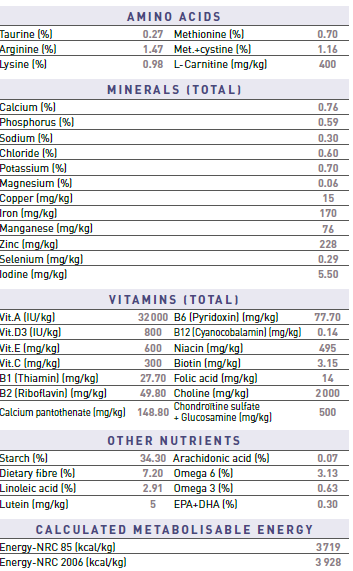 AMINO ACIDS
Taurine (%) 0.27 Methionine (%) 0.70
Arginine (%) 1.47 Met.+cystine (%) 1.16
Lysine (%) 0.98 L-Carnitine (mg/kg) 400
MINERALS (TOTAL)
Calcium (%) 0.76
Phosphorus (%) 0.59
Sodium (%) 0.30
Chloride (%) 0.60
Potassium (%) 0.70
Magnesium (%) 0.06
Copper (mg/kg) 15
Iron (mg/kg) 170
Manganese (mg/kg) 76
Zinc (mg/kg) 228
Selenium (mg/kg) 0.29
Iodine (mg/kg) 5.50
VITAMINS (TOTAL)
Vit.A (IU/kg) 32000 B6 (Pyridoxin) (mg/kg) 77.70
Vit.D3 (IU/kg) 800 B12 (Cyanocobalamin) (mg/kg) 0.14
Vit.E (mg/kg) 600 Niacin (mg/kg) 495
Vit.C (mg/kg) 300 Biotin (mg/kg) 3.15
B1 (Thiamin) (mg/kg) 27.70 Folic acid (mg/kg) 14
B2 (Riboflavin) (mg/kg) 49.80 Choline (mg/kg) 2000
Calcium pantothenate (mg/kg) 148.80 Chondroitine sulfate
+ Glucosamine (mg/kg) 500
OTHER NUTRIENTS
Starch (%) 34.30 Arachidonic acid (%) 0.07
Dietary fibre (%) 7.20 Omega 6 (%) 3.13
Linoleic acid (%) 2.91 Omega 3 (%) 0.63
Lutein (mg/kg) 5 EPA+DHA (%) 0.30
CALCULATED METABOLISABLE ENERGY
Energy-NRC 85 (kcal/kg) 3719
Energy-NRC 2006 (kcal/kg) 3 928